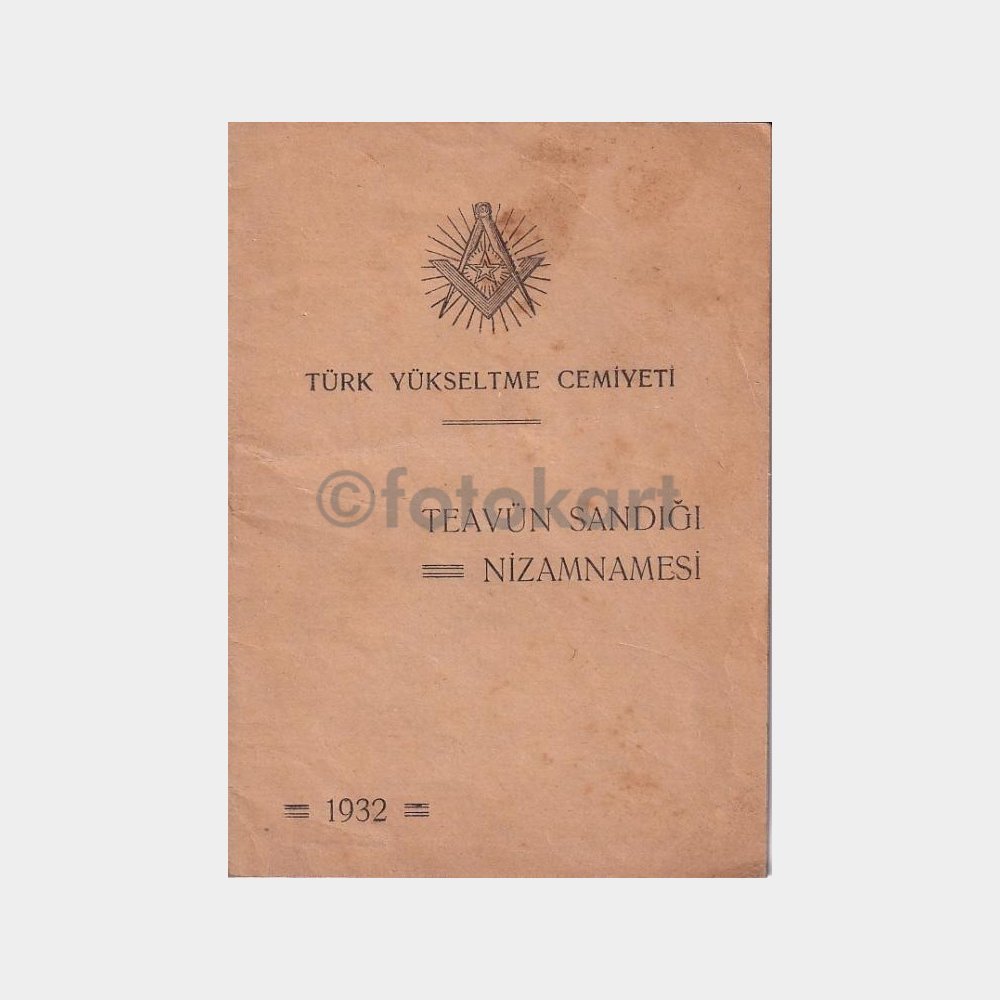 TÜRK YÜKSELTME CEMİYETİ
©fotokart
TEAVÜN SANDIĞI
NİZAMNAMESİ
1932